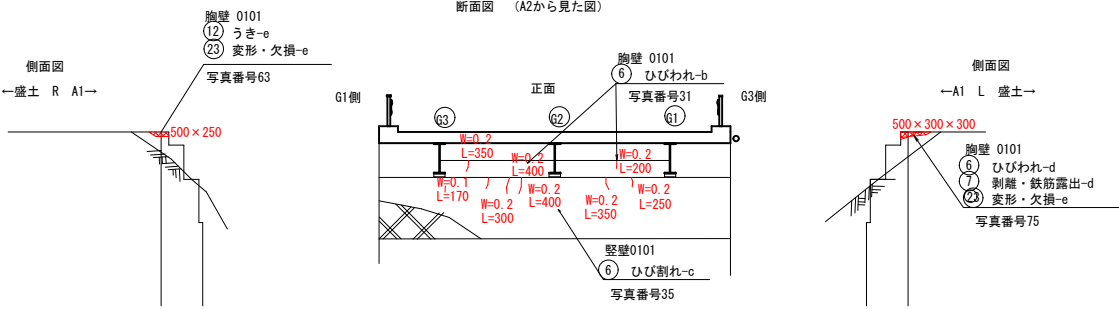 断面図 (A2から見た図)
胸壁 0101
⑫ うき-e
㉓ 変形・欠損-e
写真番号63
側面図
←盛土 R A1→
500×250
胸壁 0101
⑥ ひびわれ-b
写真番号31
正面
G1側
G3側
G3
G2
G1
W=0.2
L=350
W=0.2
L=400
W=0.2
L=200
W=0.1
L=170
W=0.2
L=300
W=0.2
L=400
W=0.2
L=350
W=0.2
L=250
竪壁0101
⑥ ひび割れ-c
写真番号35
側面図
←A1 L 盛土→
500×300×300
胸壁 0101
⑥ ひびわれ-d
⑦ 剥離・鉄筋露出-d
㉓ 変形・欠損-e
写真番号75